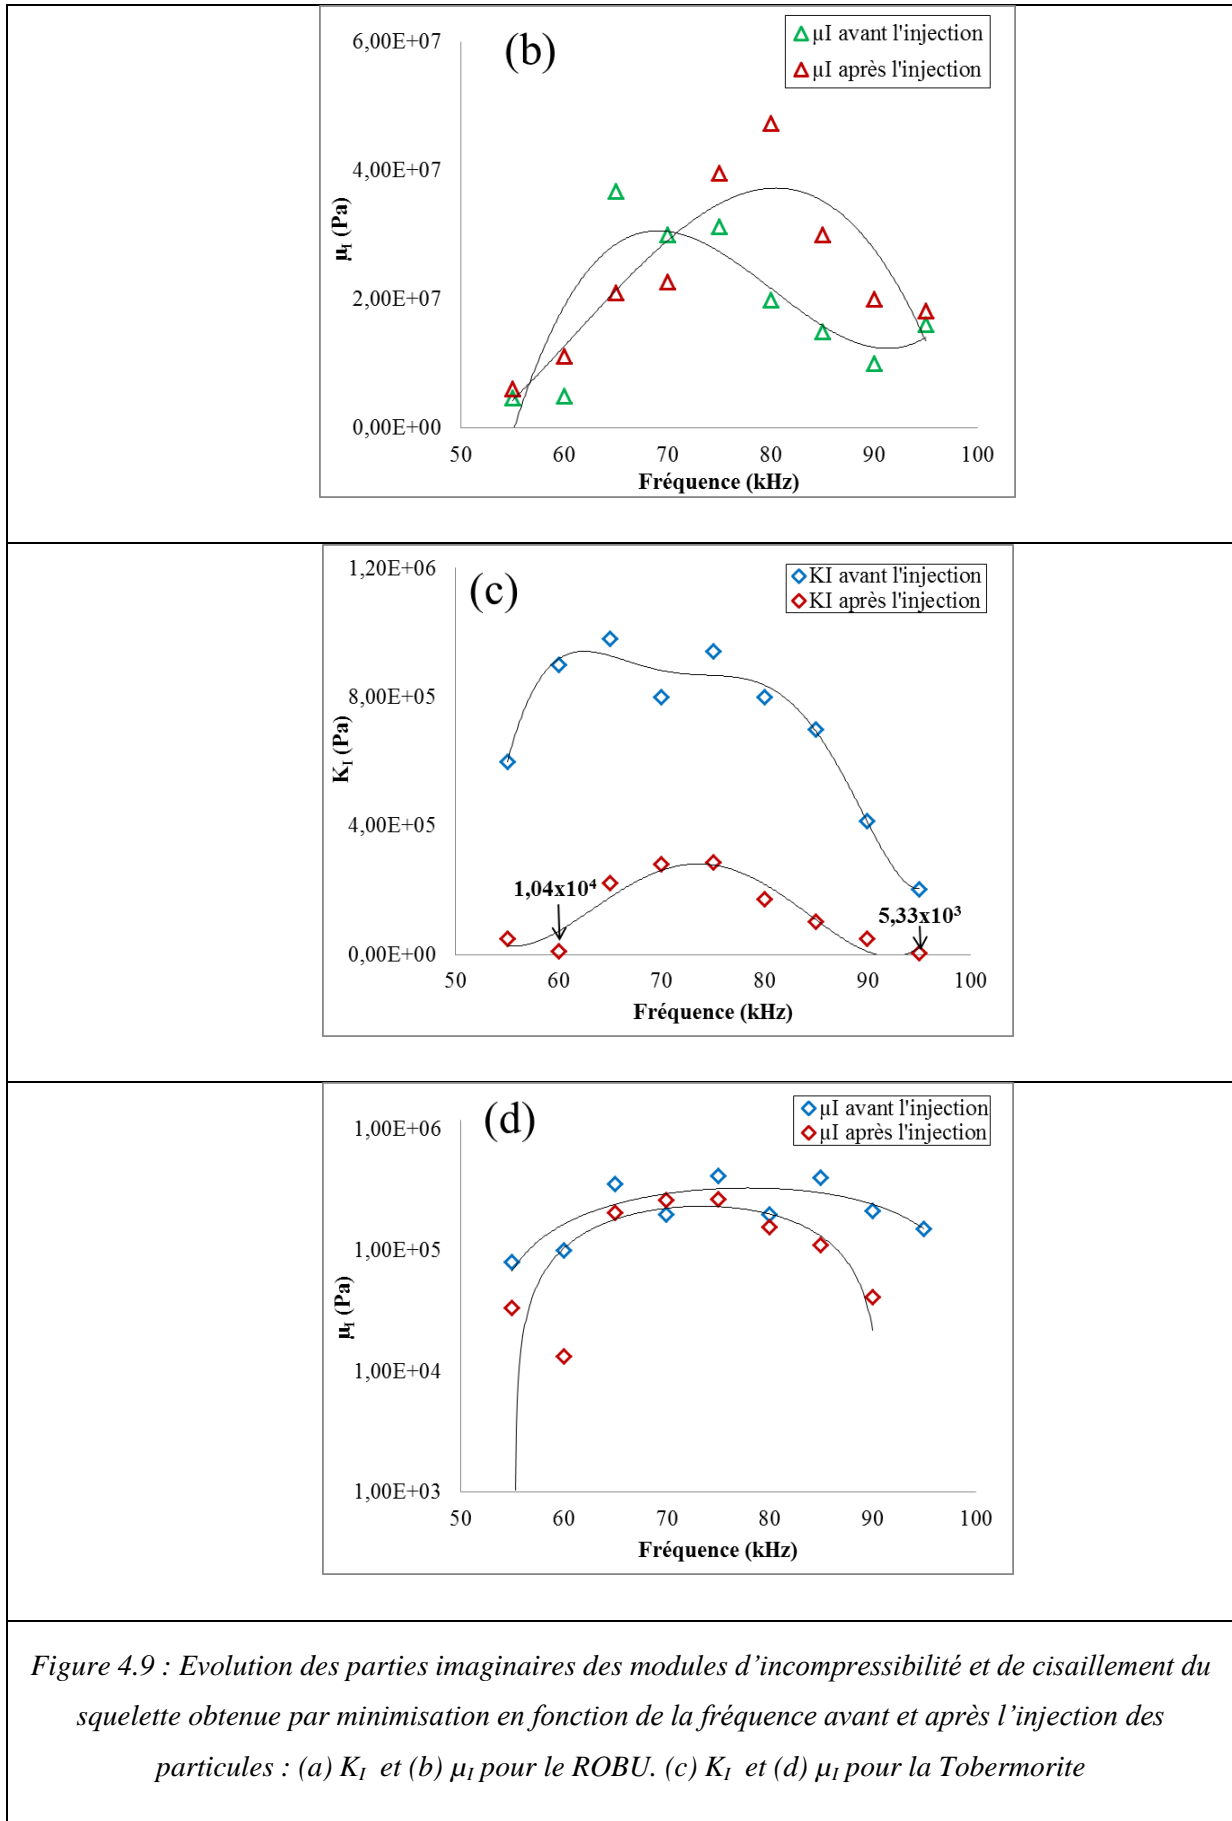 (b)
µI avant l'injection
µI après l'injection
6,00E+07
4,00E+07
2,00E+07
0,00E+00
µI (Pa)
50 60 70 80 90 100
Fréquence (kHz)
(c)
KI avant l'injection
KI après l'injection
1,20E+06
8,00E+05
4,00E+05
0,00E+00
KI (Pa)
1,04x10⁴
5,33x10³
50 60 70 80 90 100
Fréquence (kHz)
(d)
µI avant l'injection
µI après l'injection
1,00E+06
1,00E+05
1,00E+04
1,00E+03
µI (Pa)
50 60 70 80 90 100
Fréquence (kHz)
Figure 4.9 : Evolution des parties imaginaires des modules d’incompressibilité et de cisaillement du
squelette obtenue par minimisation en fonction de la fréquence avant et après l’injection des
particules : (a) KI et (b) µI pour le ROBU. (c) KI et (d) µI pour la Tobermorite